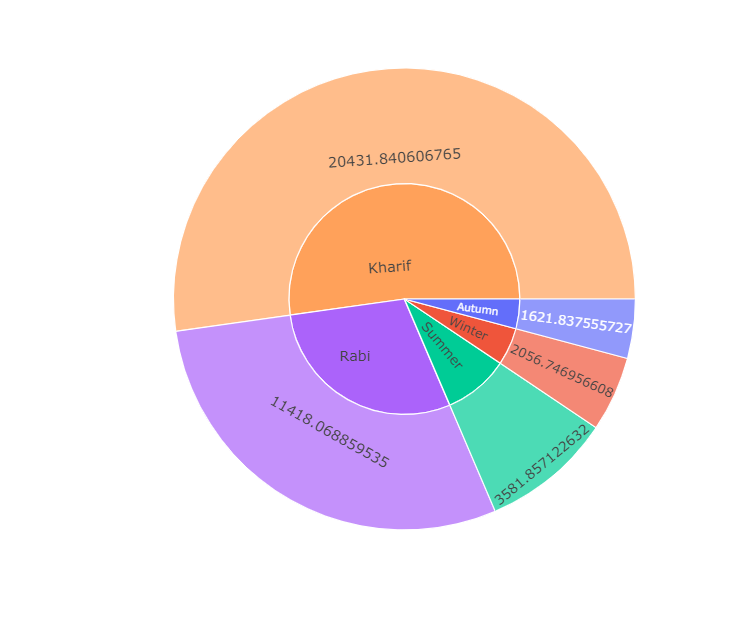 20431.840606765
Kharif
Autumn
1621.837555727
Winter
2056.746956608
Summer
3581.857122632
Rabi
11418.068859535